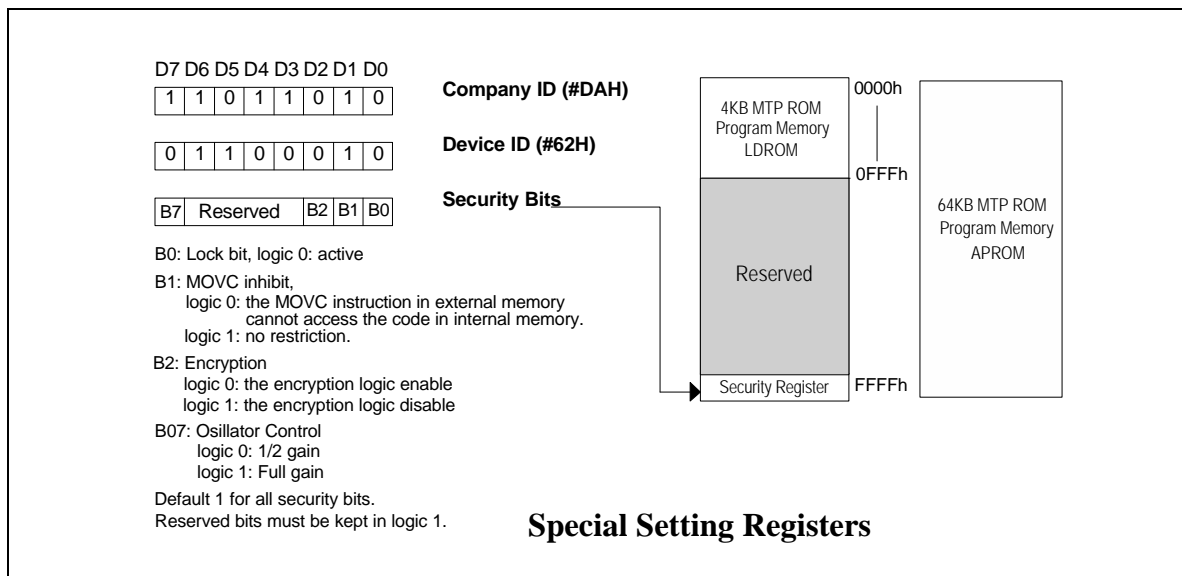 D7 D6 D5 D4 D3 D2 D1 D0
1 1 0 1 1 0 1 0
Company ID (#DAH)
0 1 1 0 0 0 1 0
Device ID (#62H)
B7 Reserved B2 B1 B0
Security Bits
B0: Lock bit, logic 0: active
B1: MOVC inhibit,
logic 0: the MOVC instruction in external memory
cannot access the code in internal memory.
logic 1: no restriction.
B2: Encryption
logic 0: the encryption logic enable
logic 1: the encryption logic disable
B07: Osillator Control
logic 0: 1/2 gain
logic 1: Full gain
Default 1 for all security bits.
Reserved bits must be kept in logic 1.
4KB MTP ROM
Program Memory
LDROM
0000h
0FFFh
Reserved
Security Register
FFFFh
64KB MTP ROM
Program Memory
APROM
Special Setting Registers